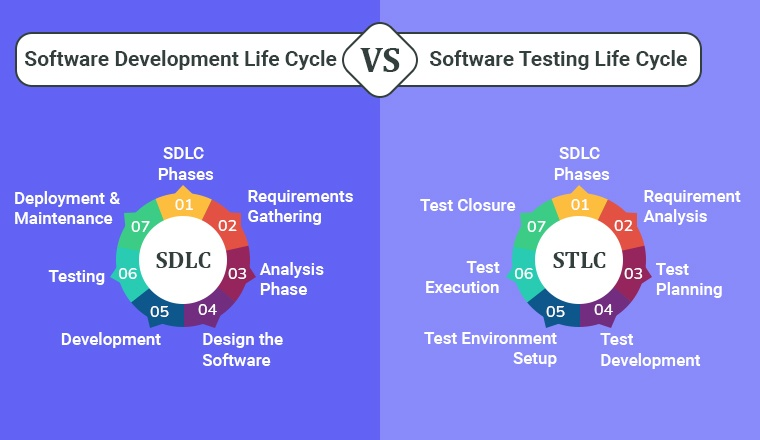 Software Development Life Cycle
VS
Software Testing Life Cycle
SDLC
Phases
01
Requirements
Gathering
02
Analysis
Phase
03
Design the
Software
04
Development
05
Testing
06
Deployment &
Maintenance
07
SDLC
SDLC
Phases
01
Requirement
Analysis
02
Test
Planning
03
Test
Development
04
Test Environment
Setup
05
Test
Execution
06
Test Closure
07
STLC